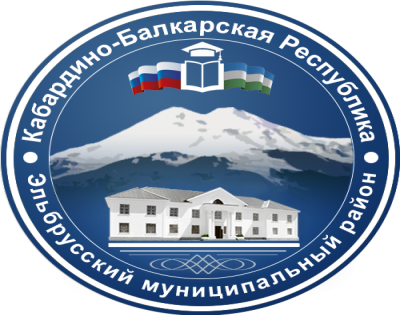 Кабардино-Балкарская Республика
Эльбрусский муниципальный район